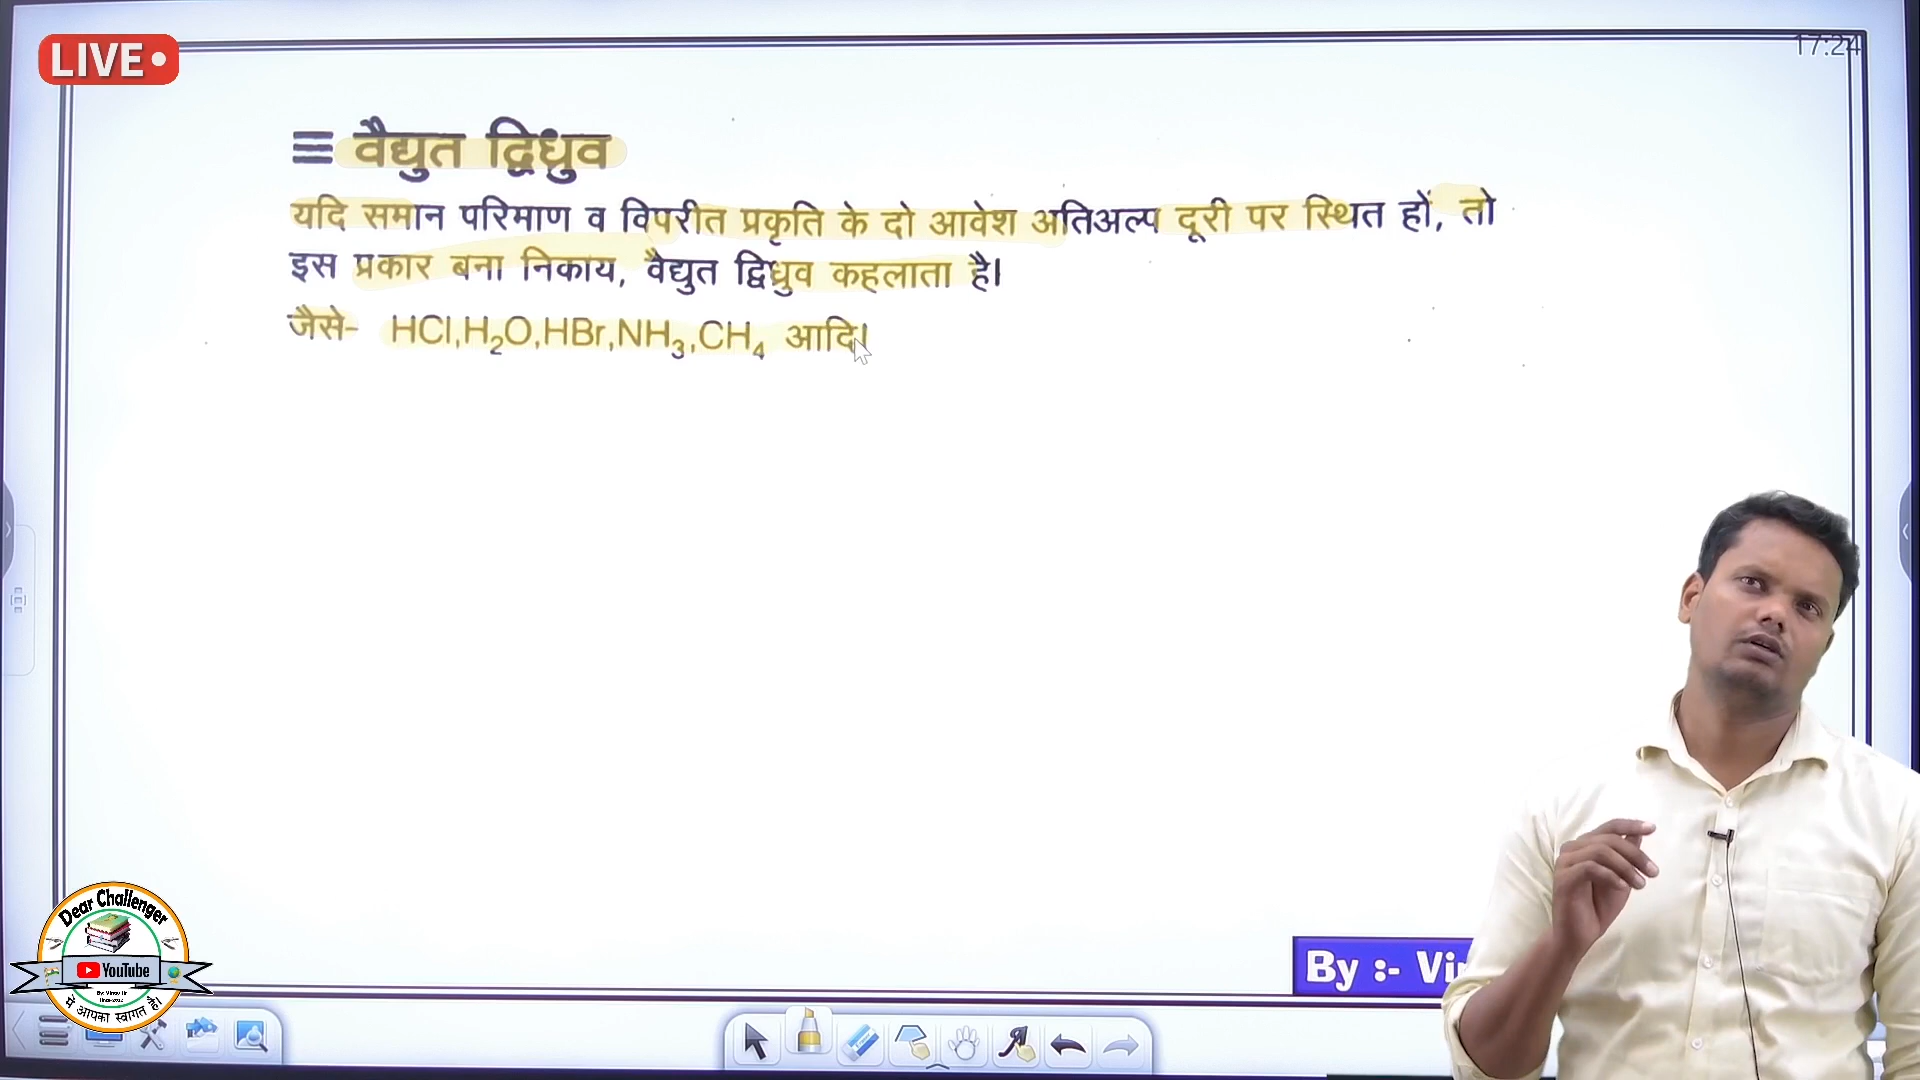 LIVE
17:24
वैद्युत द्विध्रुव
यदि समान परिमाण व विपरीत प्रकृति के दो आवेश अतिअल्प दूरी पर स्थित हों, तो
इस प्रकार बना निकाय, वैद्युत द्विध्रुव कहलाता है।
जैसे- HCl,H₂O,HBr,NH₃,CH₄ आदि।
Dear Challenger
YouTube
में आपका स्वागत है।
By :- Vi